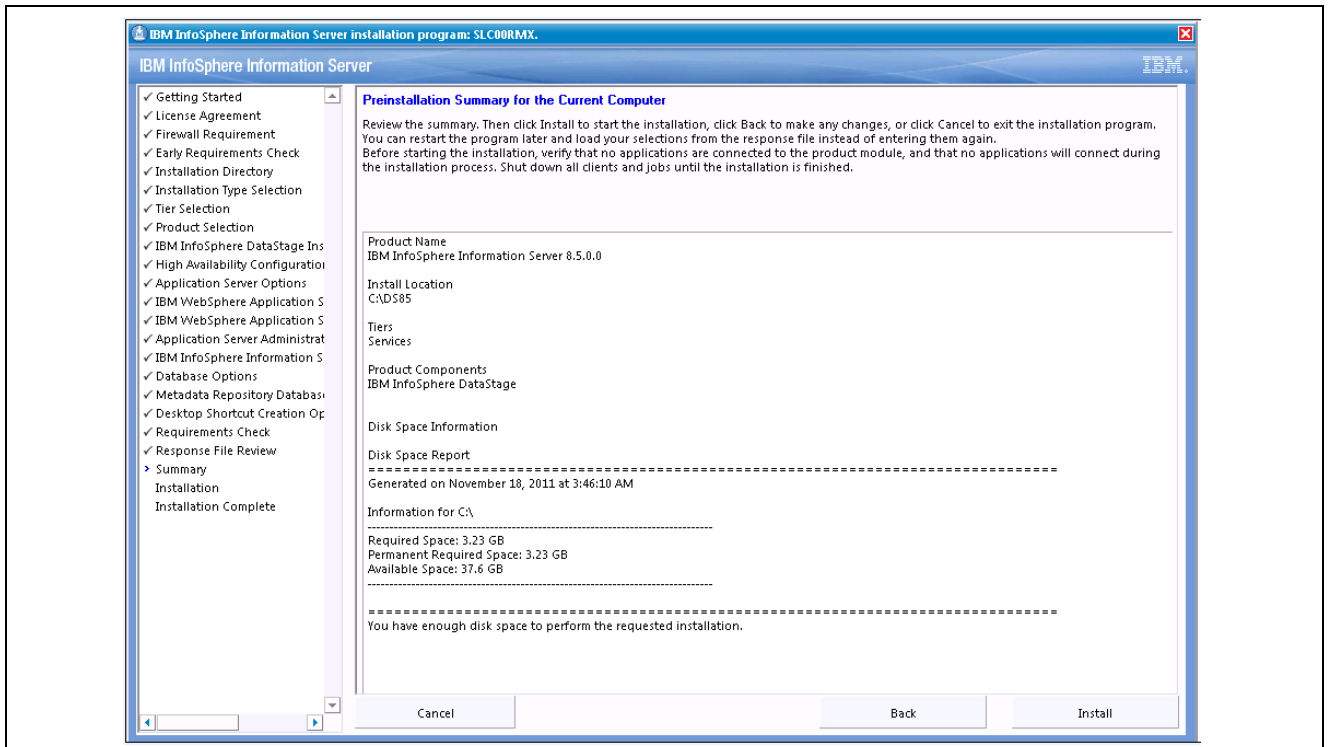 IBM InfoSphere Information Server installation program: SLC00RMX.
IBM InfoSphere Information Server
IBM.
✓ Getting Started
✓ License Agreement
✓ Firewall Requirement
✓ Early Requirements Check
✓ Installation Directory
✓ Installation Type Selection
✓ Tier Selection
✓ Product Selection
✓ IBM InfoSphere DataStage Ins
✓ High Availability Configuration
✓ Application Server Options
✓ IBM WebSphere Application S
✓ IBM WebSphere Application S
✓ Application Server Administrat
✓ IBM InfoSphere Information S
✓ Database Options
✓ Metadata Repository Databas
✓ Desktop Shortcut Creation Op
✓ Requirements Check
✓ Response File Review
> Summary
Installation
Installation Complete
Preinstallation Summary for the Current Computer
Review the summary. Then click Install to start the installation, click Back to make any changes, or click Cancel to exit the installation program.
You can restart the program later and load your selections from the response file instead of entering them again.
Before starting the installation, verify that no applications are connected to the product module, and that no applications will connect during
the installation process. Shut down all clients and jobs until the installation is finished.
Product Name
IBM InfoSphere Information Server 8.5.0.0
Install Location
C:\DS85
Tiers
Services
Product Components
IBM InfoSphere DataStage
Disk Space Information
Disk Space Report
================================================================================
Generated on November 18, 2011 at 3:46:10 AM
Information for C:\
--------------------------------------------------------------------------------
Required Space: 3.23 GB
Permanent Required Space: 3.23 GB
Available Space: 37.6 GB
--------------------------------------------------------------------------------
================================================================================
You have enough disk space to perform the requested installation.
Cancel
Back
Install